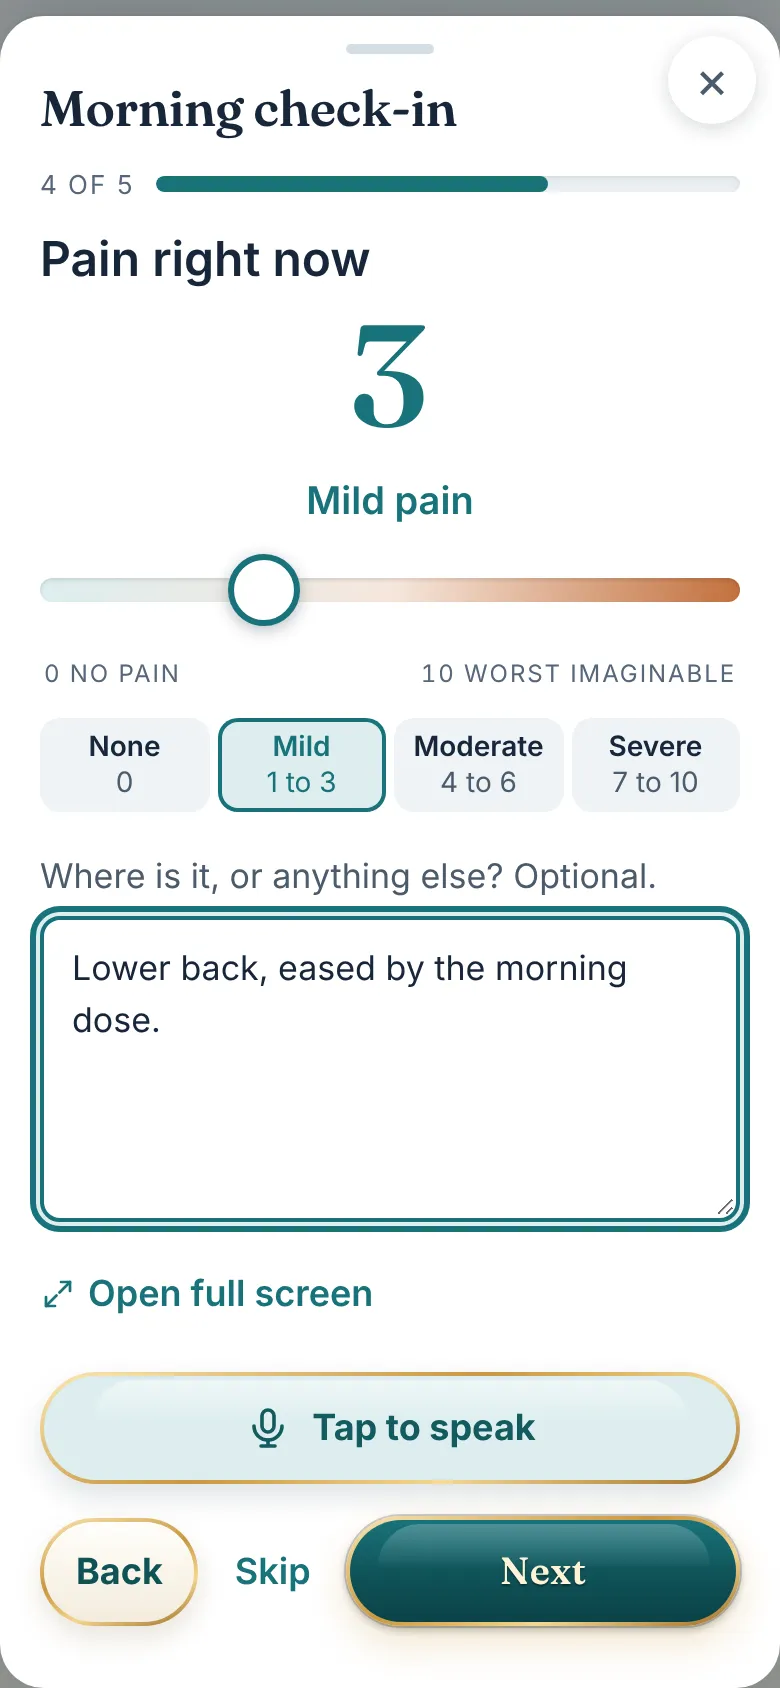 Morning check-in
4 OF 5
Pain right now
3
Mild pain
0 NO PAIN
10 WORST IMAGINABLE
None
0
Mild
1 to 3
Moderate
4 to 6
Severe
7 to 10
Where is it, or anything else? Optional.
Lower back, eased by the morning
dose.
Open full screen
Tap to speak
Back
Skip
Next